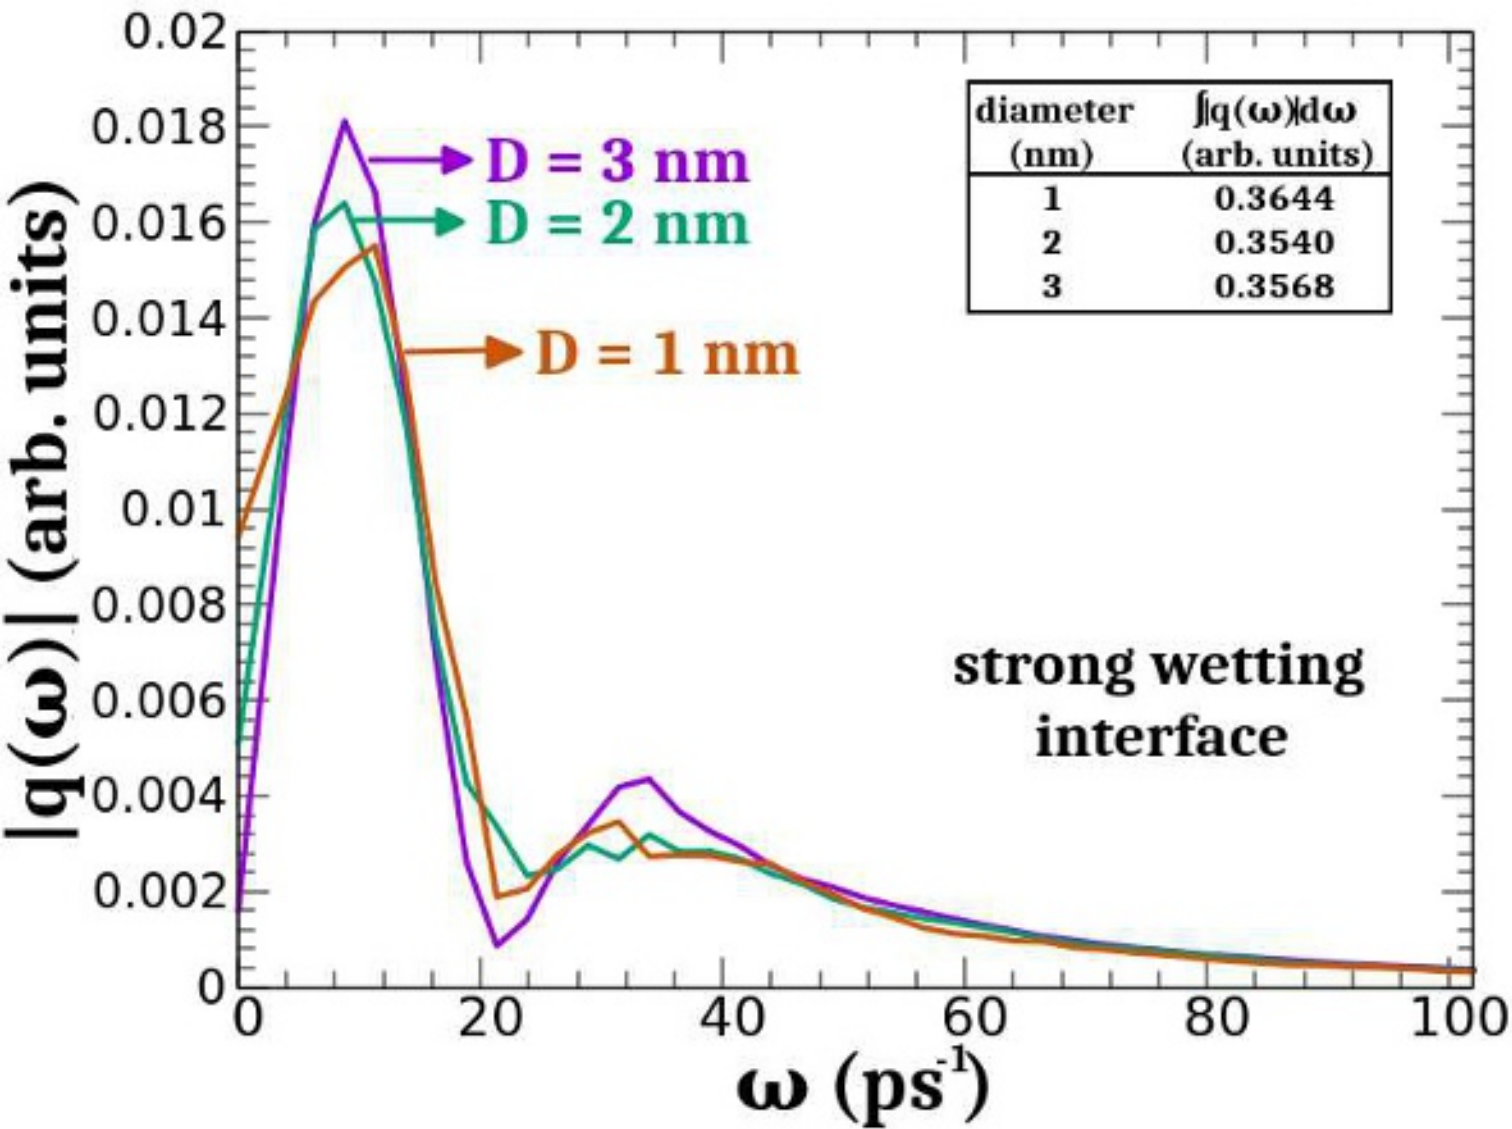 0.02
0.018
0.016
0.014
0.012
0.01
0.008
0.006
0.004
0.002
0
|q(ω)| (arb. units)
D = 3 nm
D = 2 nm
D = 1 nm
diameter ∫|q(ω)|dω
(nm) (arb. units)
1 0.3644
2 0.3540
3 0.3568
strong wetting
interface
0 20 40 60 80 100
ω (ps⁻¹)